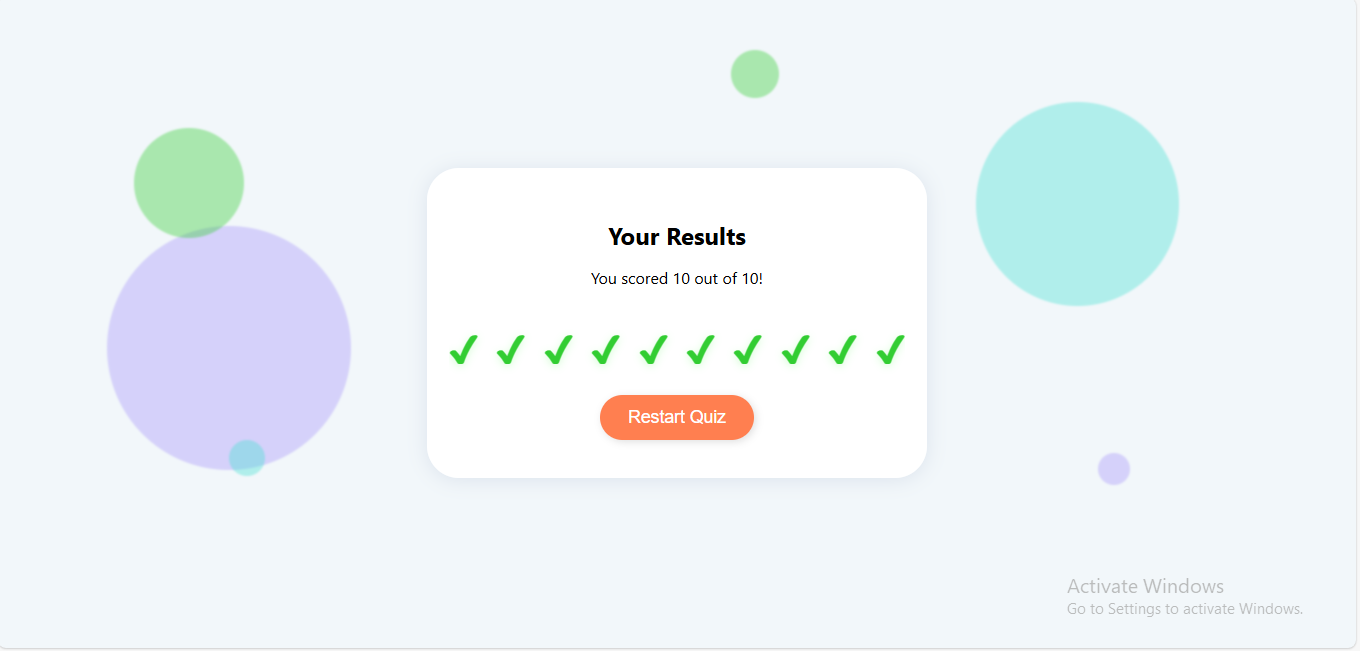 Your Results
You scored 10 out of 10!
✔ ✔ ✔ ✔ ✔ ✔ ✔ ✔ ✔ ✔
Restart Quiz
Activate Windows
Go to Settings to activate Windows.